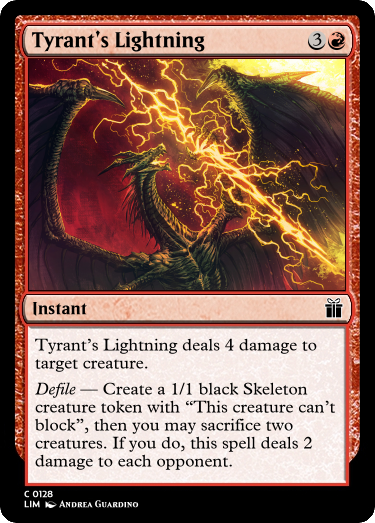 Tyrant's Lightning 3
Instant
Tyrant's Lightning deals 4 damage to
target creature.
Defile — Create a 1/1 black Skeleton
creature token with “This creature can't
block”, then you may sacrifice two
creatures. If you do, this spell deals 2
damage to each opponent.
C 0128
LIM Andrea Guardino